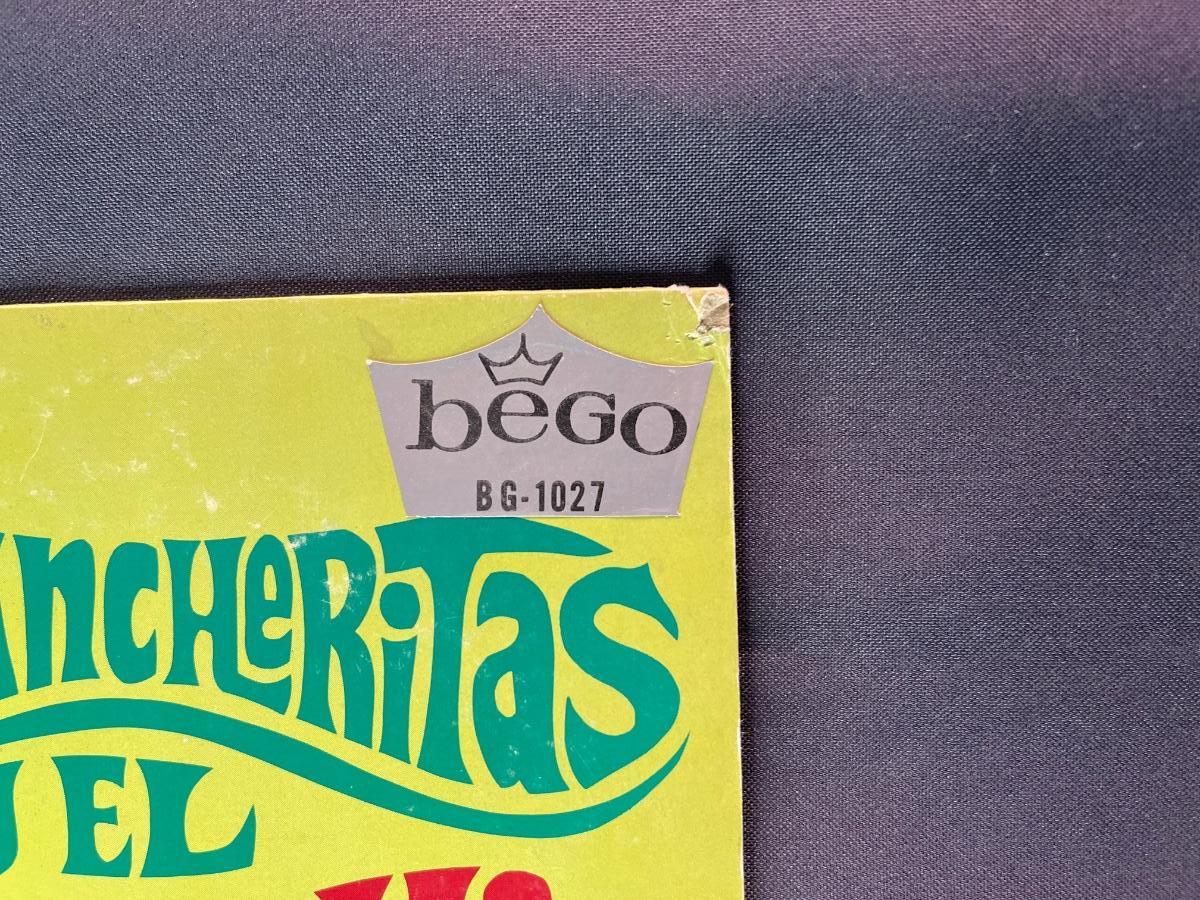 beGo
BG-1027
ANCHeRiTaS
EL